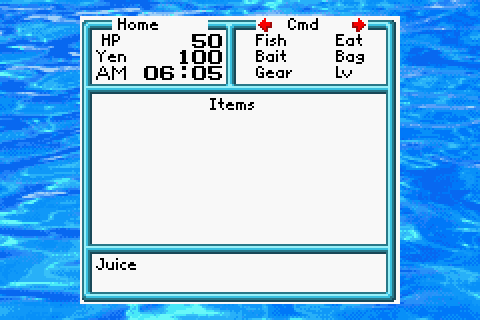 Home
HP 50
Yen 100
AM 06:05
Cmd
Fish Eat
Bait Bag
Gear Lv
Items
Juice